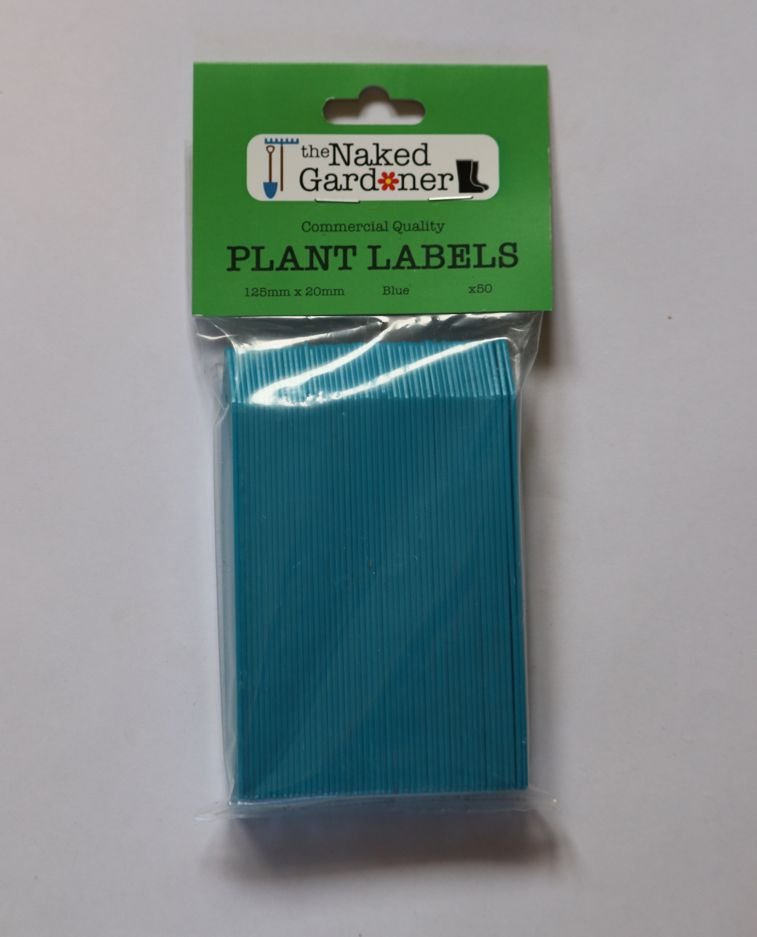 the Naked
Gardener
Commercial Quality
PLANT LABELS
125mm x 20mm Blue x50